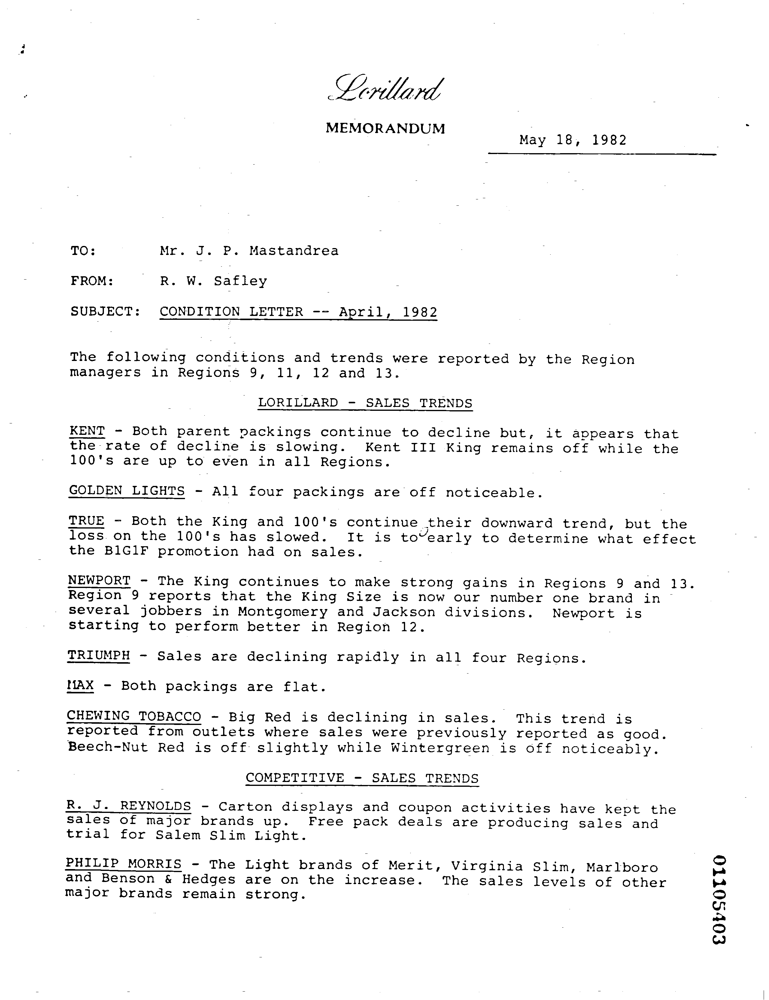 Lorillard
MEMORANDUM
May 18, 1982
TO: Mr. J. P. Mastandrea
FROM: R. W. Safley
SUBJECT: CONDITION LETTER -- April, 1982
The following conditions and trends were reported by the Region
managers in Regions 9, 11, 12 and 13.
LORILLARD - SALES TRENDS
KENT - Both parent packings continue to decline but, it appears that
the rate of decline is slowing. Kent III King remains off while the
100's are up to even in all Regions.
GOLDEN LIGHTS - All four packings are off noticeable.
TRUE - Both the King and 100's continue their downward trend, but the
loss on the 100's has slowed. It is to early to determine what effect
the B1G1F promotion had on sales.
NEWPORT - The King continues to make strong gains in Regions 9 and 13.
Region 9 reports that the King Size is now our number one brand in
several jobbers in Montgomery and Jackson divisions. Newport is
starting to perform better in Region 12.
TRIUMPH - Sales are declining rapidly in all four Regions.
MAX - Both packings are flat.
CHEWING TOBACCO - Big Red is declining in sales. This trend is
reported from outlets where sales were previously reported as good.
Beech-Nut Red is off slightly while Wintergreen is off noticeably.
COMPETITIVE - SALES TRENDS
R. J. REYNOLDS - Carton displays and coupon activities have kept the
sales of major brands up. Free pack deals are producing sales and
trial for Salem Slim Light.
PHILIP MORRIS - The Light brands of Merit, Virginia Slim, Marlboro
and Benson & Hedges are on the increase. The sales levels of other
major brands remain strong.
01105403